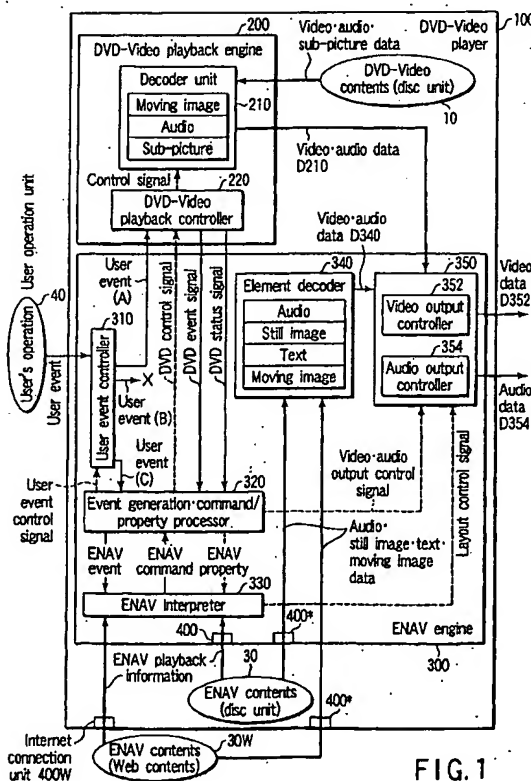 100
DVD-Video
player
200
DVD-Video playback engine
Decoder unit
Moving image
Audio
Sub-picture
210
Control signal
220
DVD-Video
playback controller
Video·audio·
sub-picture data
DVD-Video
contents (disc unit)
10
Video·audio data
D210
User operation unit
40
User's operation
User event
310
User event controller
User
event
(A)
User
event (B)
User
event (C)
User
event
control
signal
DVD control signal
DVD event signal
DVD status signal
340
Element decoder
Audio
Still image
Text
Moving image
Video·audio
data D340
350
352
Video output
controller
354
Audio output
controller
Video
data
D352
Audio
data
D354
320
Event generation·command/
property processor
Video·audio
output control
signal
Layout control signal
ENAV
event
ENAV
command
ENAV
property
330
ENAV Interpreter
Audio·
still image·text·
moving image
data
400
400*
ENAV engine
300
ENAV playback
information
30
ENAV contents
(disc unit)
400*
Internet
connection
unit 400W
ENAV contents
(Web contents)
30W
FIG. 1